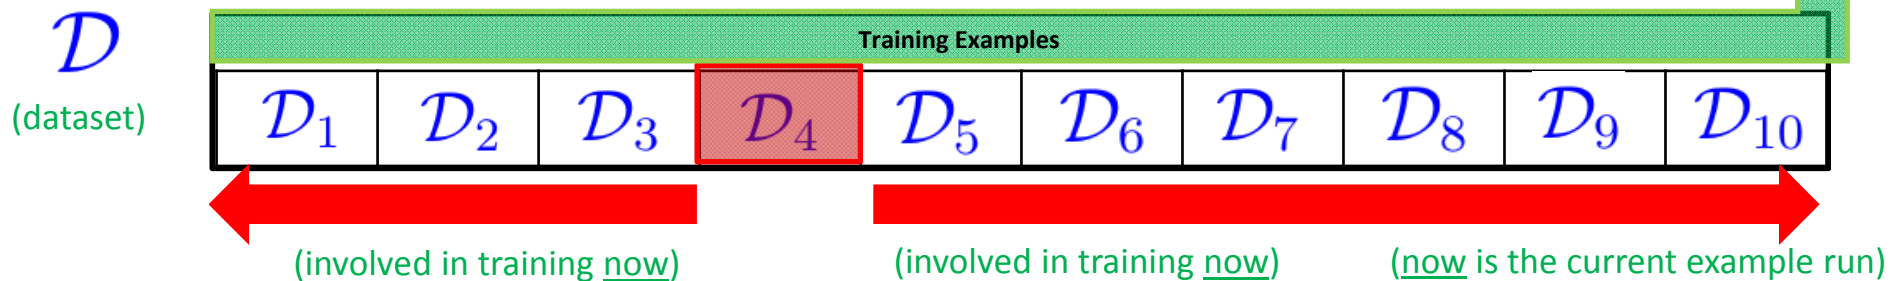 𝒟
(dataset)
Training Examples
𝒟₁ 𝒟₂ 𝒟₃ 𝒟₄ 𝒟₅ 𝒟₆ 𝒟₇ 𝒟₈ 𝒟₉ 𝒟₁₀
(involved in training now) (involved in training now) (now is the current example run)